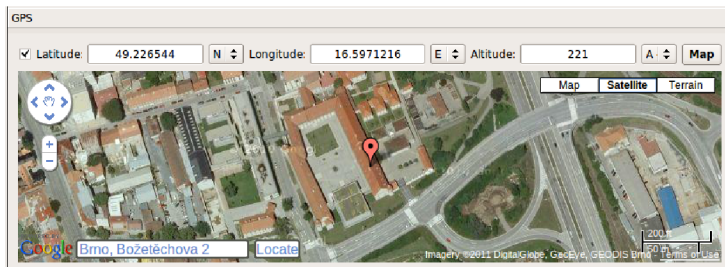 GPS
Latitude: 49.226544 N Longitude: 16.5971216 E Altitude: 221 A Map
Map Satellite Terrain
200 ft
50 m
Google Brno, Božetěchova 2 Locate
Imagery ©2011 DigitalGlobe, GeoEye, GEODIS Brno - Terms of Use